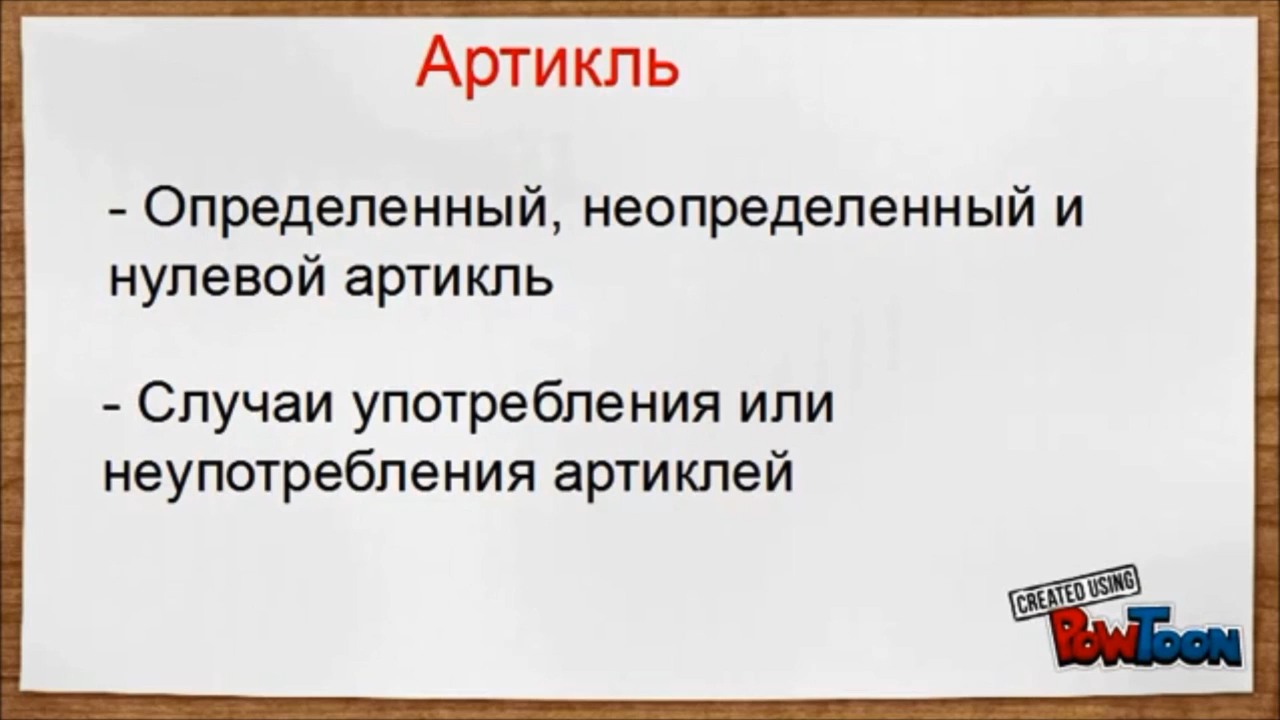 Артикль
- Определенный, неопределенный и
нулевой артикль
- Случаи употребления или
неупотребления артиклей
CREATED USING
POWTOON